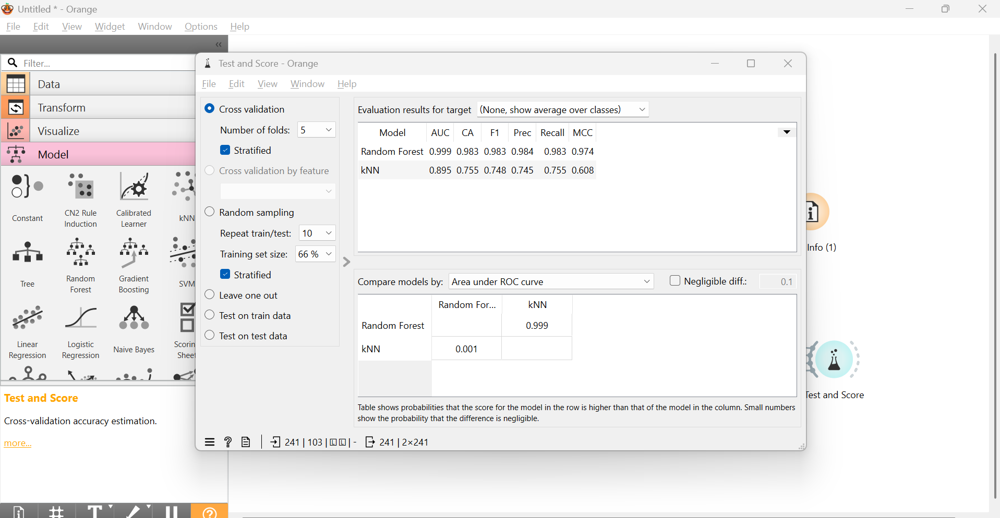 Untitled * - Orange
File Edit View Widget Window Options Help
Filter...
Data
Transform
Visualize
Model
Constant
CN2 Rule Induction
Calibrated Learner
kNN
Tree
Random Forest
Gradient Boosting
SVM
Linear Regression
Logistic Regression
Naive Bayes
Scorin
Sheet
Test and Score
Cross-validation accuracy estimation.
more...
Test and Score - Orange
File Edit View Window Help
Cross validation
Number of folds: 5
Stratified
Cross validation by feature
Random sampling
Repeat train/test: 10
Training set size: 66 %
Stratified
Leave one out
Test on train data
Test on test data
Evaluation results for target (None, show average over classes)
Model AUC CA F1 Prec Recall MCC
Random Forest 0.999 0.983 0.983 0.984 0.983 0.974
kNN 0.895 0.755 0.748 0.745 0.755 0.608
Compare models by: Area under ROC curve
Negligible diff.: 0.1
Random For... kNN
Random Forest 0.999
kNN 0.001
Table shows probabilities that the score for the model in the row is higher than that of the model in the column. Small numbers
show the probability that the difference is negligible.
241 | 103 | - 241 | 2×241
Info (1)
Test and Score